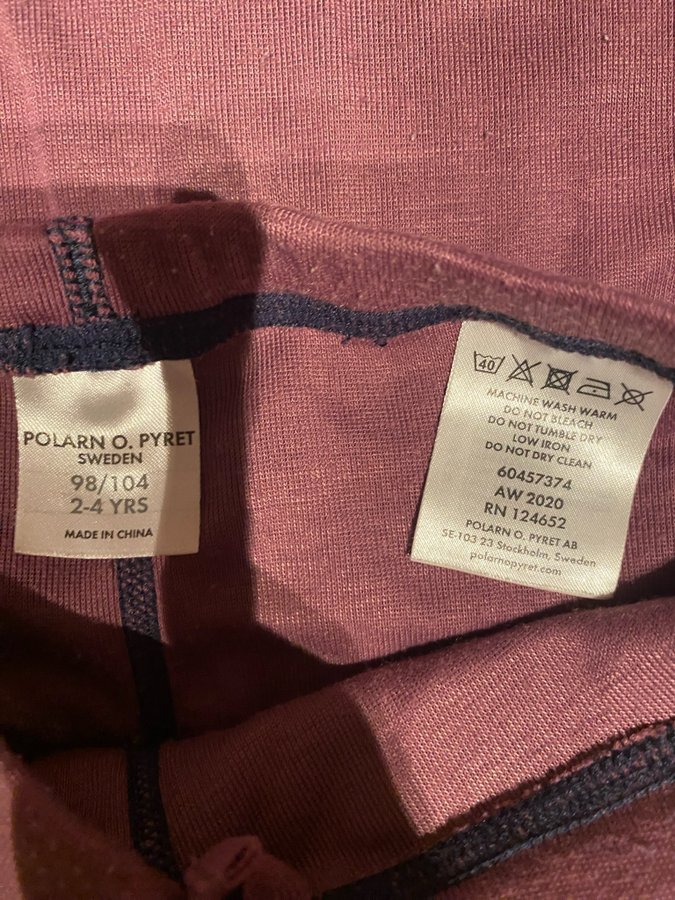 POLARN O. PYRET
SWEDEN
98/104
2-4 YRS
MADE IN CHINA
40
MACHINE WASH WARM
DO NOT BLEACH
DO NOT TUMBLE DRY
LOW IRON
DO NOT DRY CLEAN
60457374
AW 2020
RN 124652
POLARN O. PYRET AB
SE-103 23 Stockholm, Sweden
polarnopyret.com